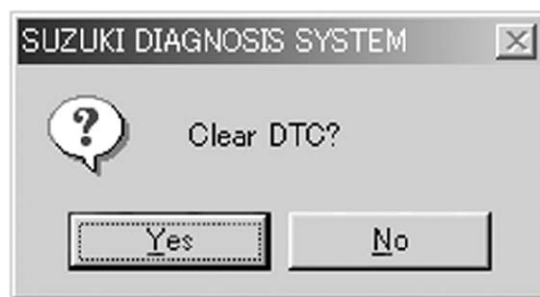 SUZUKI DIAGNOSIS SYSTEM
?
Clear DTC?
Yes No